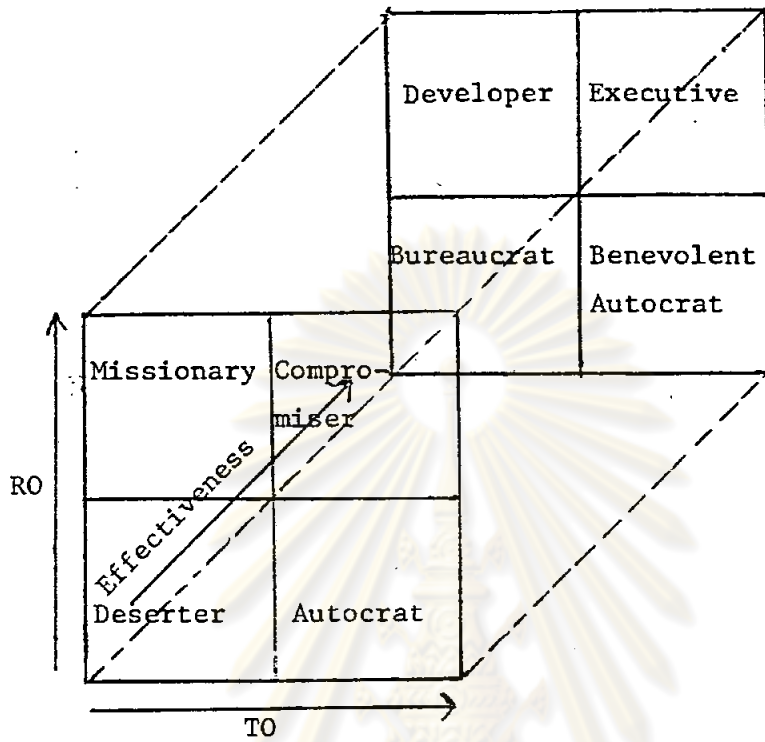 Developer Executive
Bureaucrat Benevolent
Autocrat
Missionary Compro-
miser
RO
Effectiveness
Deserter Autocrat
TO